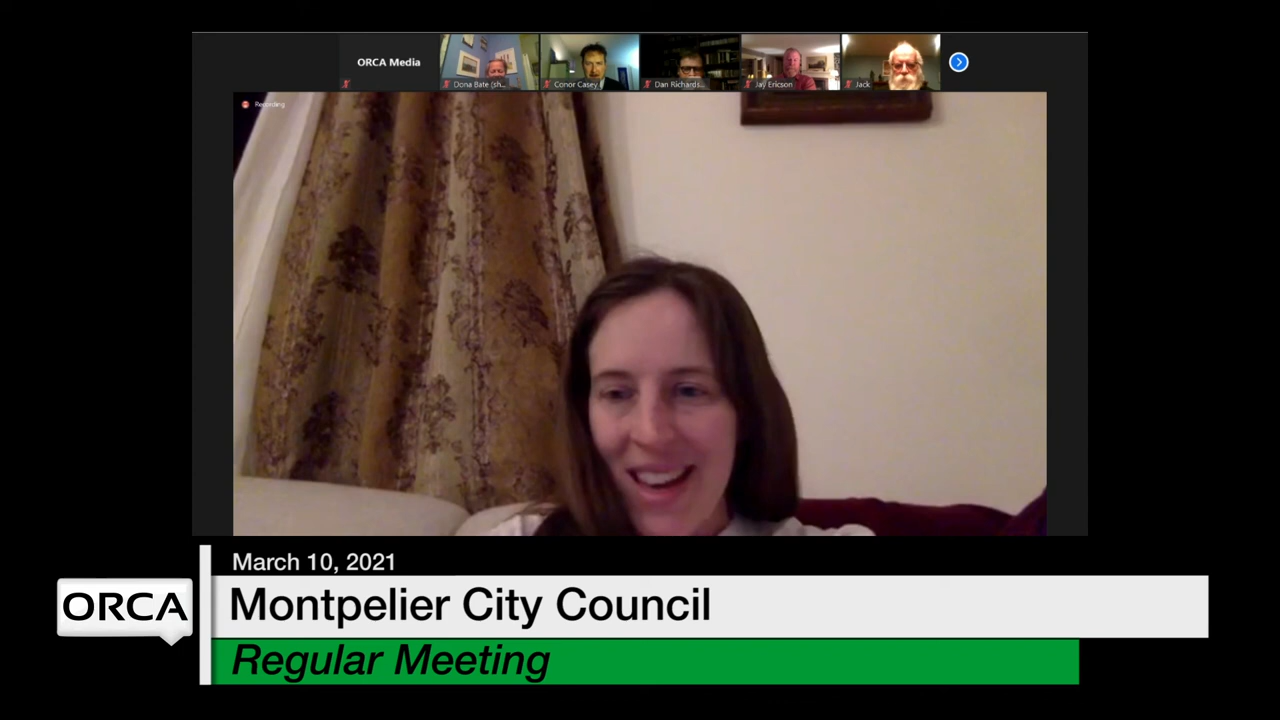 ORCA Media
Dona Bate (sh...
Conor Casey
Dan Richards...
Jay Ericson
Jack
Recording
March 10, 2021
ORCA
Montpelier City Council
Regular Meeting